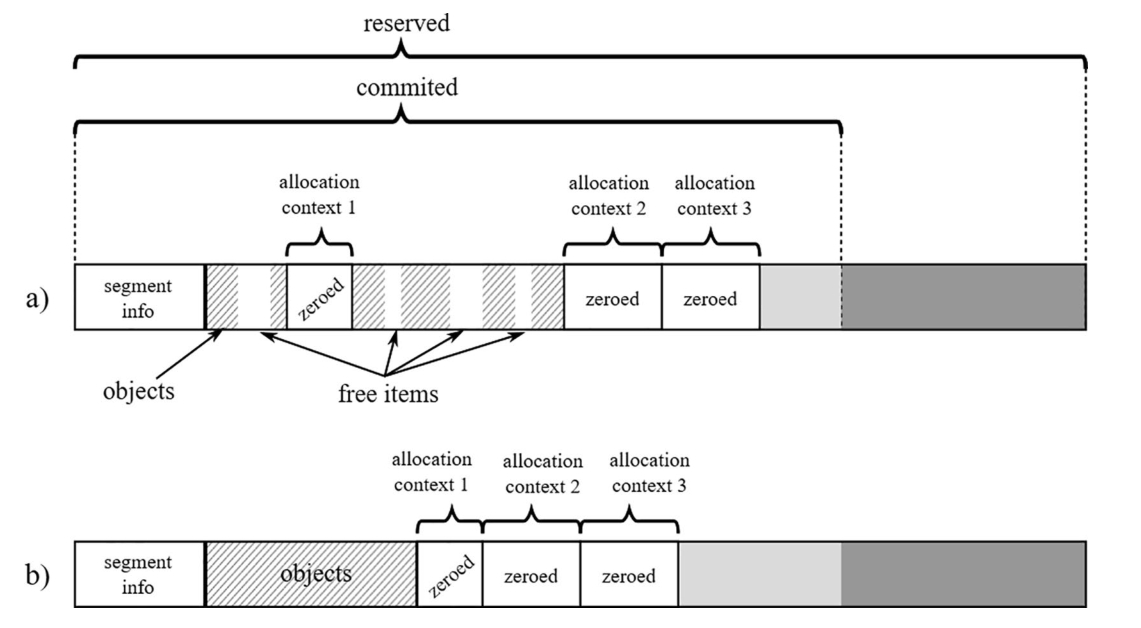 reserved
commited
allocation
context 1
allocation
context 2
allocation
context 3
a)
segment
info
zeroed
zeroed
zeroed
objects
free items
allocation
context 1
allocation
context 2
allocation
context 3
b)
segment
info
objects
zeroed
zeroed
zeroed